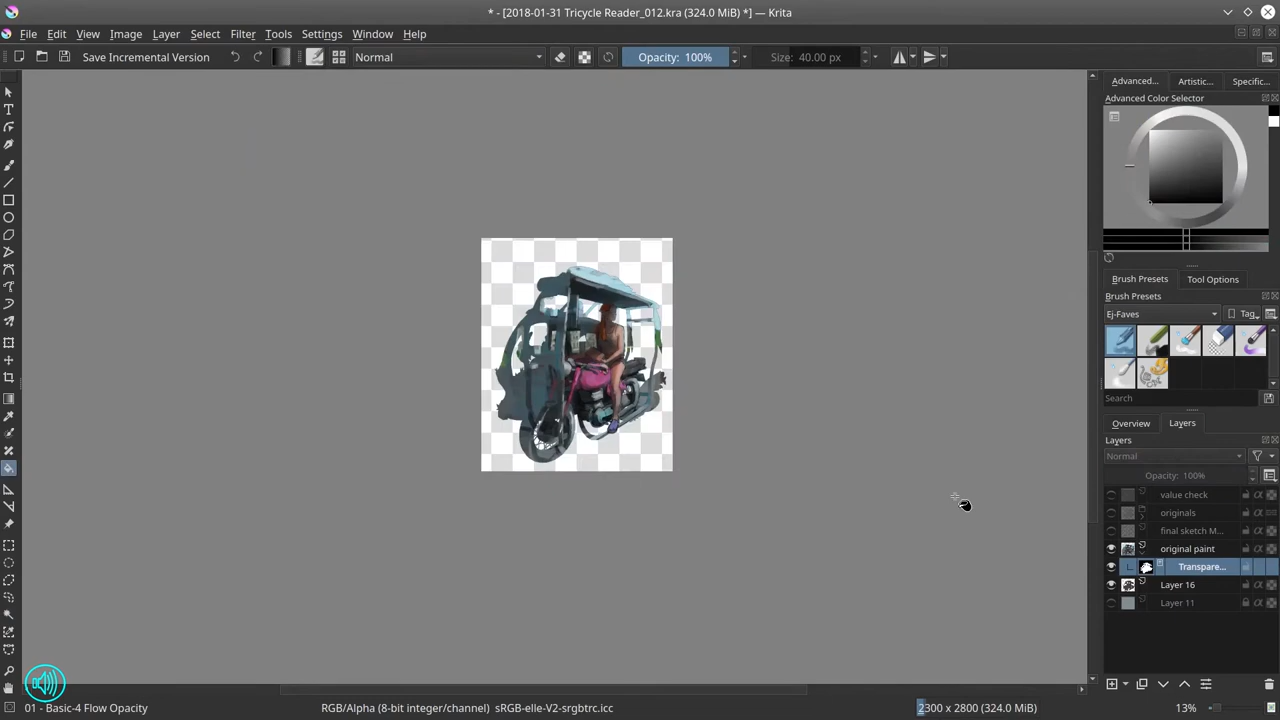 * - [2018-01-31 Tricycle Reader_012.kra (324.0 MiB) *] — Krita
File Edit View Image Layer Select Filter Tools Settings Window Help
Save Incremental Version Normal Opacity: 100% Size: 40.00 px
Advanced... Artistic... Specific...
Advanced Color Selector
Brush Presets Tool Options
Brush Presets
Ej-Faves Tag
Search
Overview Layers
Layers
Normal
Opacity: 100%
value check
originals
final sketch M...
original paint
Transpare...
Layer 16
Layer 11
01 - Basic-4 Flow Opacity RGB/Alpha (8-bit integer/channel) sRGB-elle-V2-srgbtrc.icc 2300 x 2800 (324.0 MiB) 13%